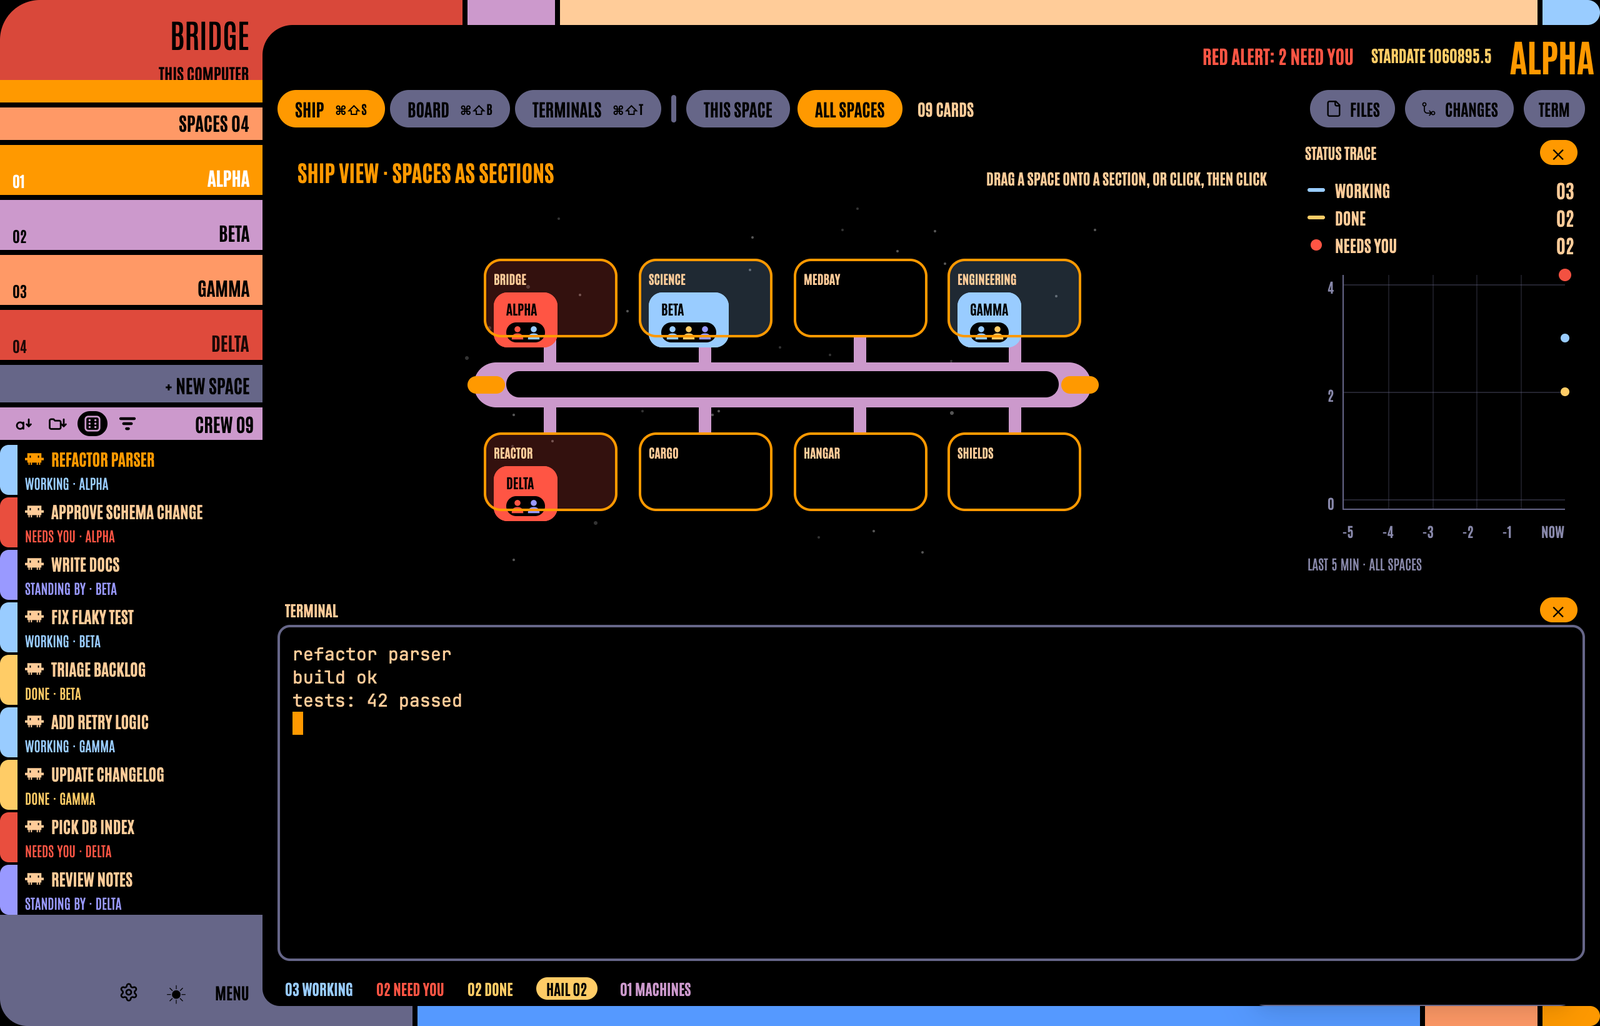 BRIDGE
THIS COMPUTER
SPACES 04
01 ALPHA
02 BETA
03 GAMMA
04 DELTA
+ NEW SPACE
CREW 09
REFACTOR PARSER
WORKING · ALPHA
APPROVE SCHEMA CHANGE
NEEDS YOU · ALPHA
WRITE DOCS
STANDING BY · BETA
FIX FLAKY TEST
WORKING · BETA
TRIAGE BACKLOG
DONE · BETA
ADD RETRY LOGIC
WORKING · GAMMA
UPDATE CHANGELOG
DONE · GAMMA
PICK DB INDEX
NEEDS YOU · DELTA
REVIEW NOTES
STANDING BY · DELTA
MENU
RED ALERT: 2 NEED YOU STARDATE 1060895.5 ALPHA
SHIP ⌘⇧S BOARD ⌘⇧B TERMINALS ⌘⇧T THIS SPACE ALL SPACES 09 CARDS FILES CHANGES TERM
SHIP VIEW · SPACES AS SECTIONS
DRAG A SPACE ONTO A SECTION, OR CLICK, THEN CLICK
BRIDGE
ALPHA
SCIENCE
BETA
MEDBAY
ENGINEERING
GAMMA
REACTOR
DELTA
CARGO
HANGAR
SHIELDS
STATUS TRACE
WORKING 03
DONE 02
NEEDS YOU 02
4
2
0
-5 -4 -3 -2 -1 NOW
LAST 5 MIN · ALL SPACES
TERMINAL
refactor parser
build ok
tests: 42 passed
03 WORKING 02 NEED YOU 02 DONE HAIL 02 01 MACHINES